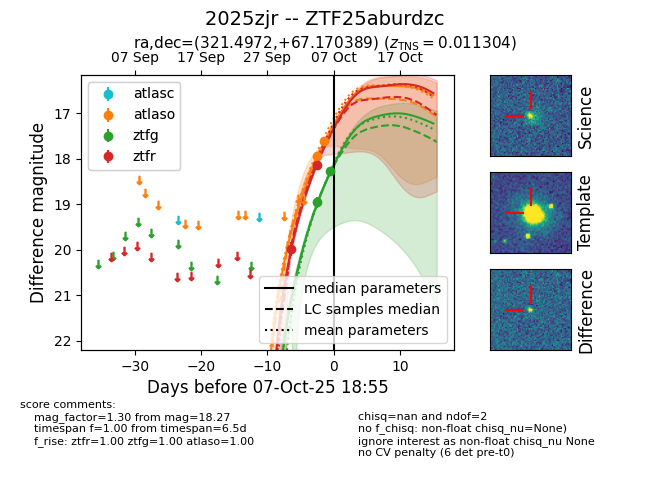 2025zjr -- ZTF25aburdzc
ra,dec=(321.4972,+67.170389) (zTNS = 0.011304)
07 Sep 17 Sep 27 Sep 07 Oct 17 Oct
atlasc
atlaso
ztfg
ztfr
17
18
19
20
21
22
Difference magnitude
median parameters
LC samples median
mean parameters
−30 −20 −10 0 10
Days before 07-Oct-25 18:55
Science
Template
Difference
score comments:
mag_factor=1.30 from mag=18.27
timespan f=1.00 from timespan=6.5d
f_rise: ztfr=1.00 ztfg=1.00 atlaso=1.00
chisq=nan and ndof=2
no f_chisq: non-float chisq_nu=None)
ignore interest as non-float chisq_nu None
no CV penalty (6 det pre-t0)